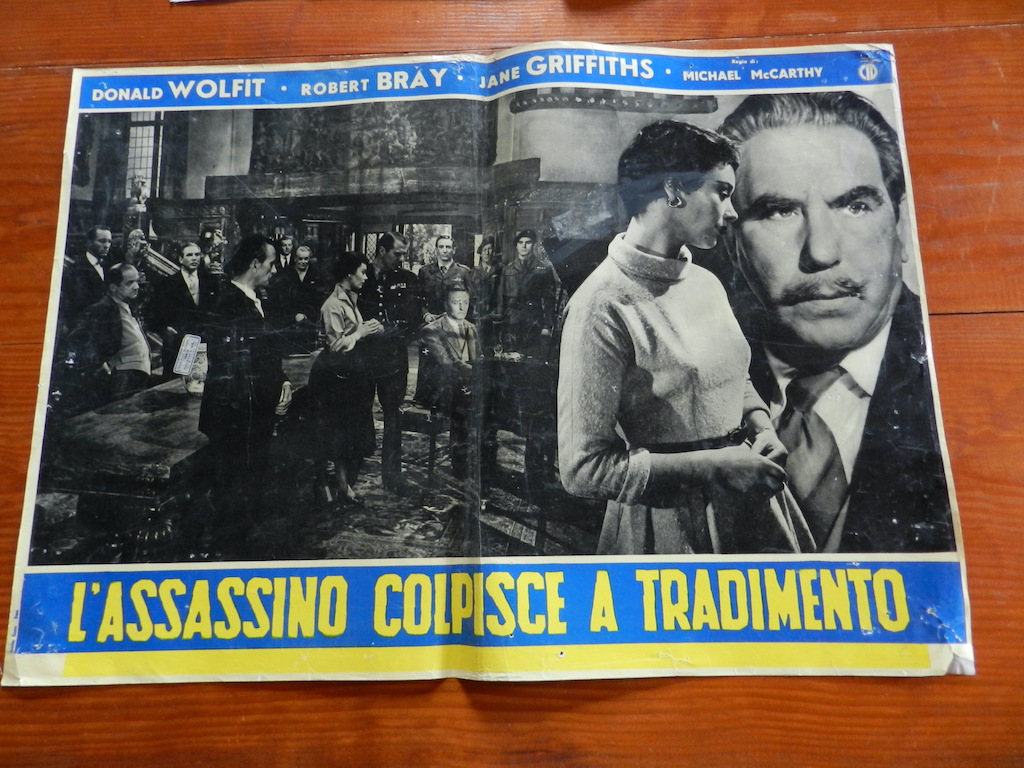 DONALD WOLFIT · ROBERT BRAY · JANE GRIFFITHS · Regia di: MICHAEL McCARTHY
L'ASSASSINO COLPISCE A TRADIMENTO